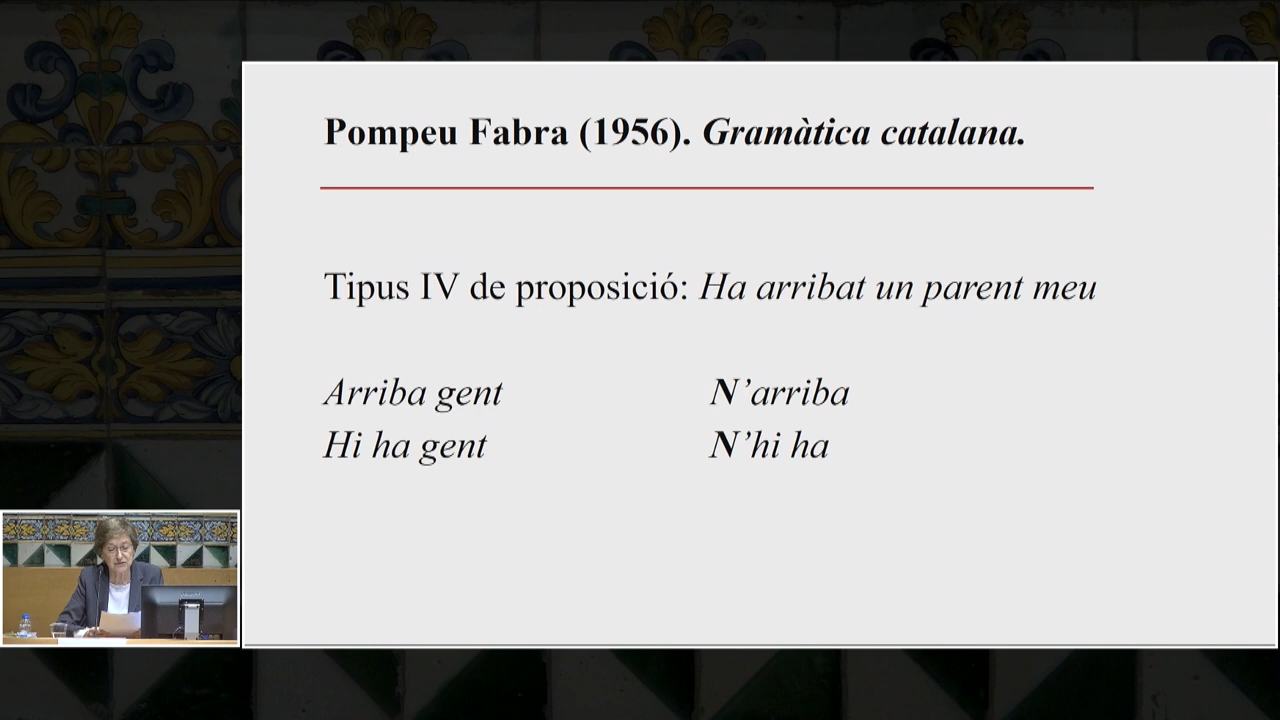 Pompeu Fabra (1956). Gramàtica catalana.
Tipus IV de proposició: Ha arribat un parent meu
Arriba gent N’arriba
Hi ha gent N’hi ha